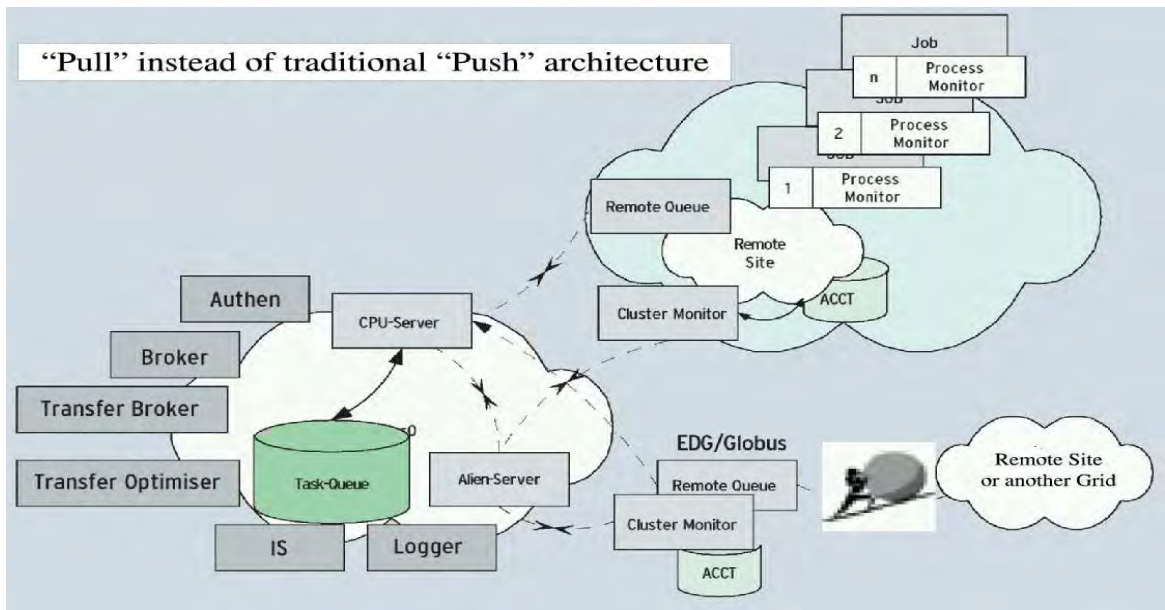 “Pull” instead of traditional “Push” architecture
Job
n
Process
Monitor
Job
2
Process
Monitor
1
Process
Monitor
Remote Queue
Remote
Site
ACCT
Cluster Monitor
Authen
CPU-Server
Broker
Transfer Broker
Transfer Optimiser
Task-Queue
Alien-Server
IS
Logger
EDG/Globus
Remote Queue
Cluster Monitor
ACCT
Remote Site
or another Grid